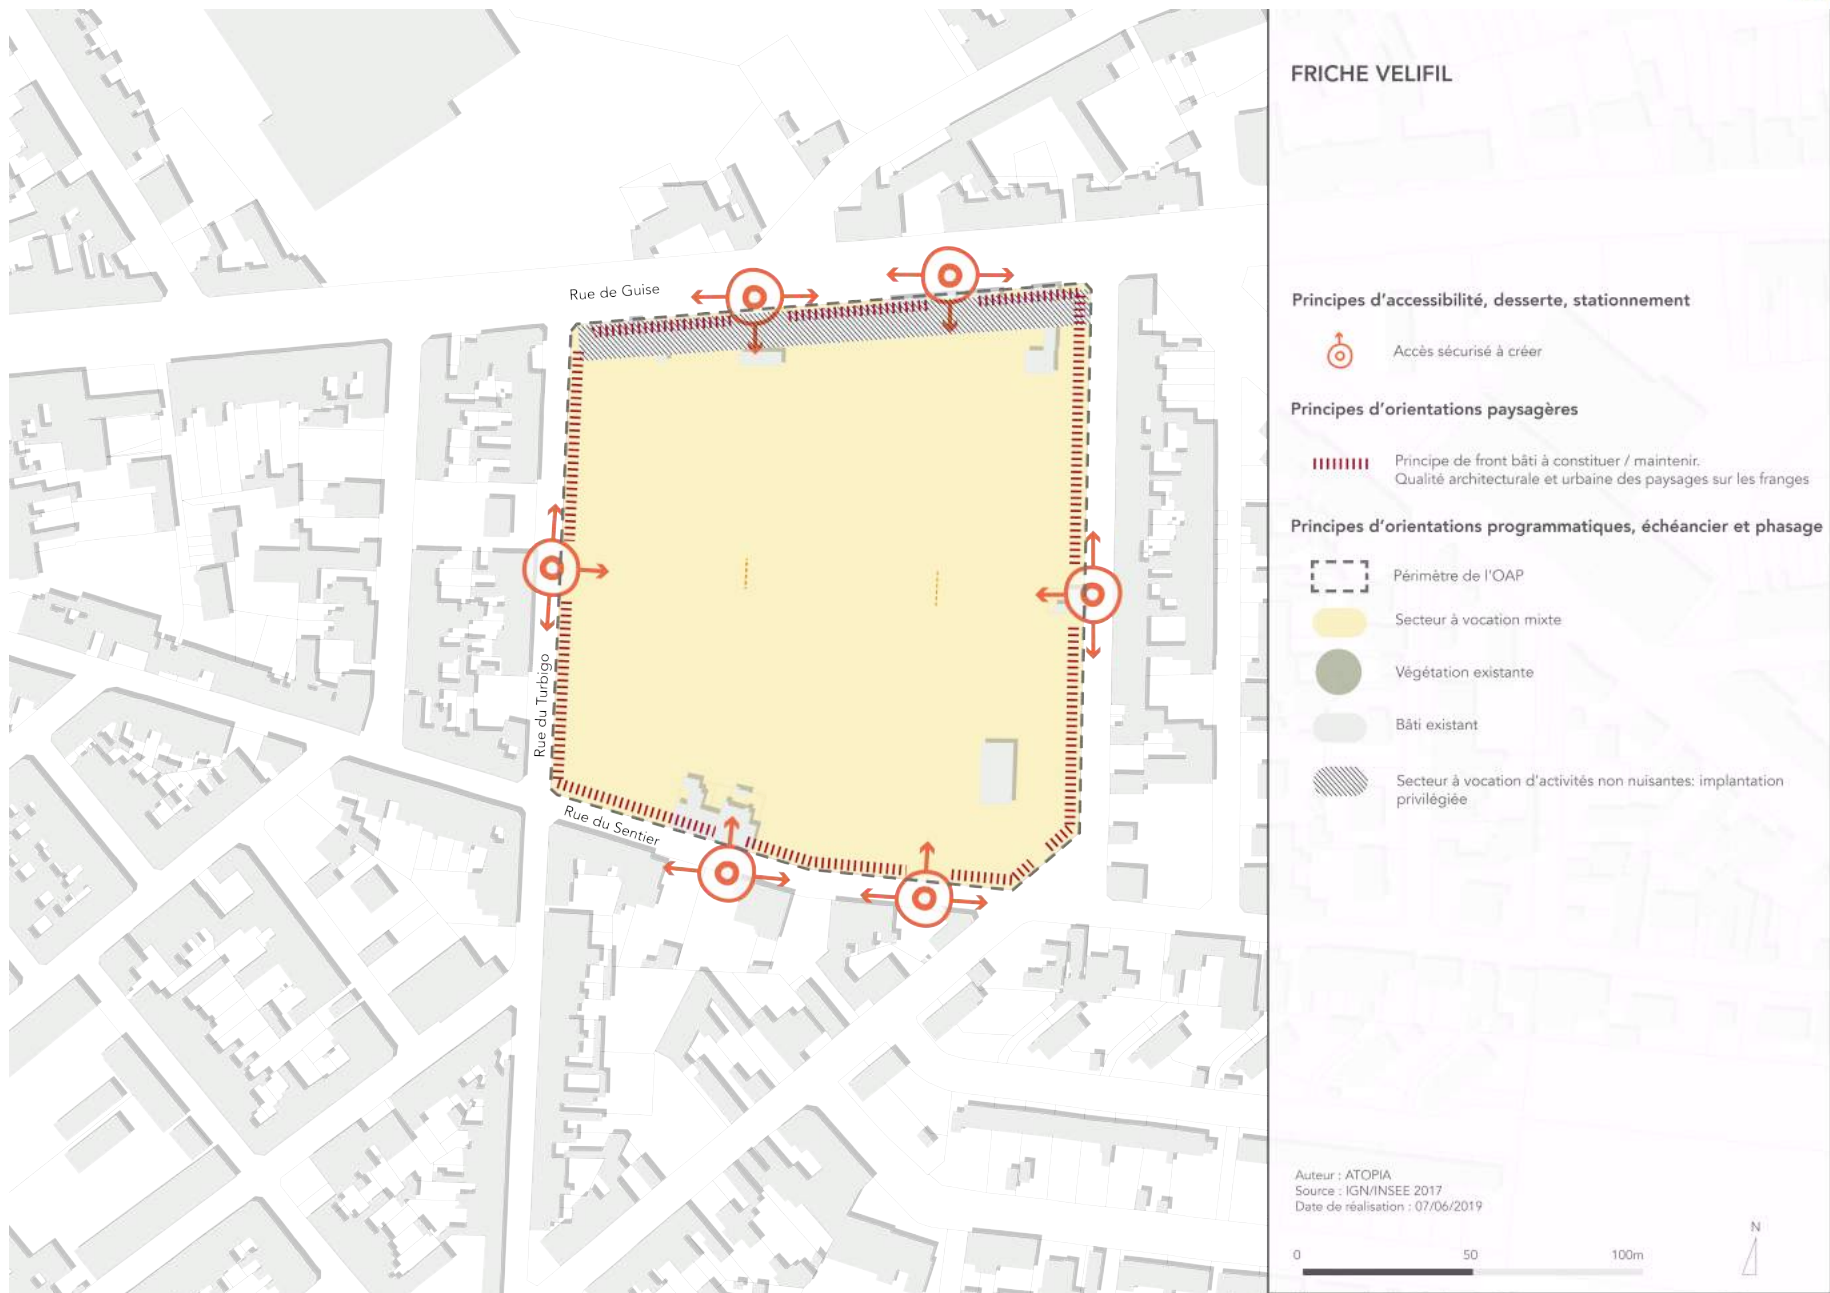 FRICHE VELIFIL
Principes d'accessibilité, desserte, stationnement
Accès sécurisé à créer
Principes d'orientations paysagères
Principe de front bâti à constituer / maintenir.
Qualité architecturale et urbaine des paysages sur les franges
Principes d'orientations programmatiques, échéancier et phasage
Périmètre de l'OAP
Secteur à vocation mixte
Végétation existante
Bâti existant
Secteur à vocation d'activités non nuisantes: implantation
privilégiée
Auteur : ATOPIA
Source : IGN/INSEE 2017
Date de réalisation : 07/06/2019
N
0 50 100m
Rue de Guise
Rue du Turbigo
Rue du Sentier